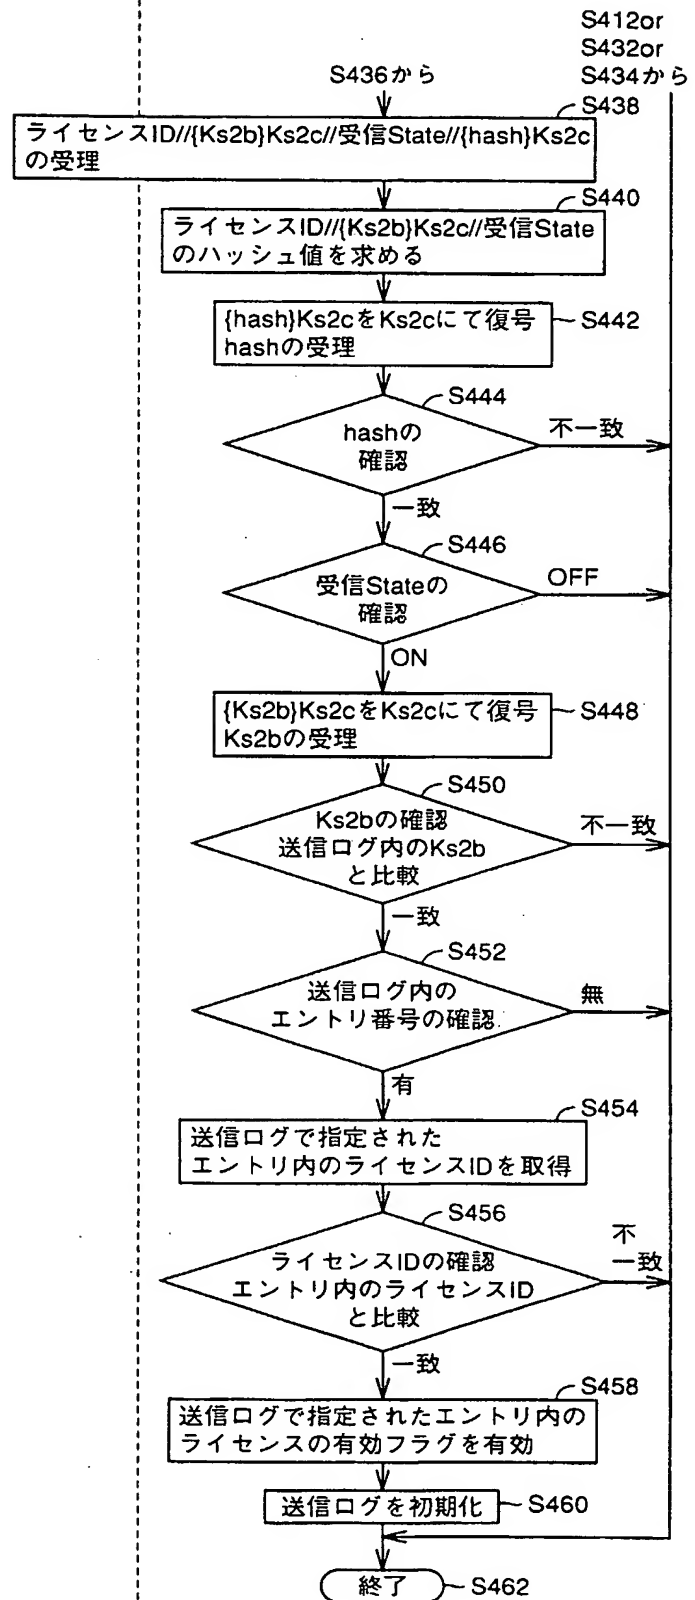 S412or
S432or
S434から
S436から
S438
ライセンスID//{Ks2b}Ks2c//受信State//{hash}Ks2c
の受理
S440
ライセンスID//{Ks2b}Ks2c//受信State
のハッシュ値を求める
S442
{hash}Ks2cをKs2cにて復号
hashの受理
S444
hashの
確認
不一致
一致
S446
受信Stateの
確認
OFF
ON
S448
{Ks2b}Ks2cをKs2cにて復号
Ks2bの受理
S450
Ks2bの確認
送信ログ内のKs2b
と比較
不一致
一致
S452
送信ログ内の
エントリ番号の確認
無
有
S454
送信ログで指定された
エントリ内のライセンスIDを取得
S456
ライセンスIDの確認
エントリ内のライセンスID
と比較
不
一致
一致
S458
送信ログで指定されたエントリ内の
ライセンスの有効フラグを有効
送信ログを初期化
S460
終了
S462